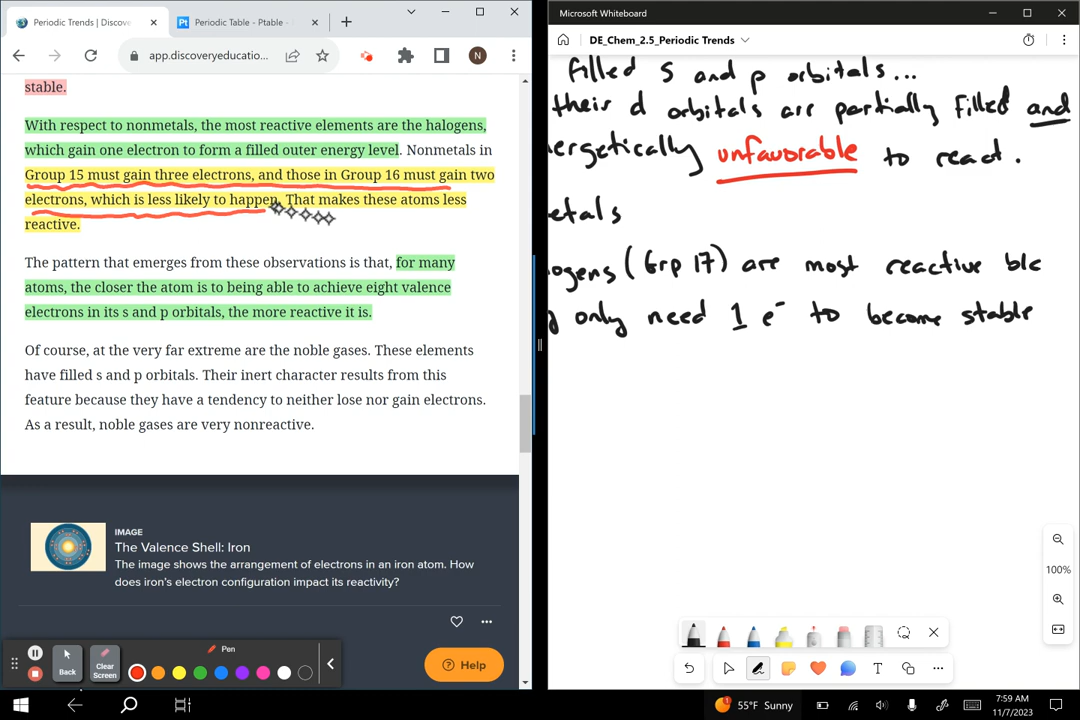 Periodic Trends | Discove
Periodic Table - Ptable -
app.discoveryeducatio...
N
stable.
With respect to nonmetals, the most reactive elements are the halogens,
which gain one electron to form a filled outer energy level. Nonmetals in
Group 15 must gain three electrons, and those in Group 16 must gain two
electrons, which is less likely to happen. That makes these atoms less
reactive.
The pattern that emerges from these observations is that, for many
atoms, the closer the atom is to being able to achieve eight valence
electrons in its s and p orbitals, the more reactive it is.
Of course, at the very far extreme are the noble gases. These elements
have filled s and p orbitals. Their inert character results from this
feature because they have a tendency to neither lose nor gain electrons.
As a result, noble gases are very nonreactive.
IMAGE
The Valence Shell: Iron
The image shows the arrangement of electrons in an iron atom. How
does iron's electron configuration impact its reactivity?
Pen
Back
Clear
Screen
Help
Microsoft Whiteboard
DE_Chem_2.5_Periodic Trends
filled s and p orbitals...
their d orbitals are partially filled and
nergetically unfavorable to react.
etals
ogens (Grp 17) are most reactive b/c
y only need 1 e⁻ to become stable
100%
55°F Sunny
7:59 AM
11/7/2023